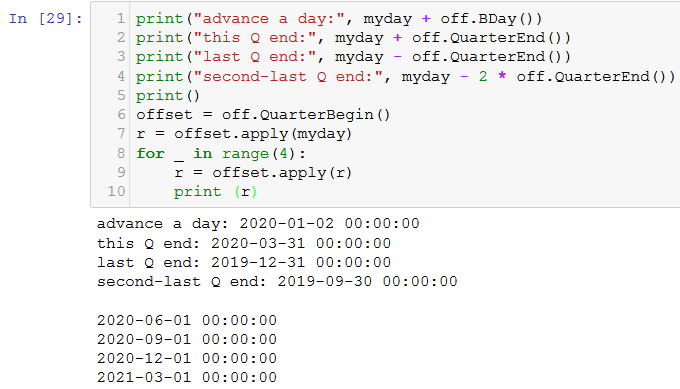 In [29]:
1 print("advance a day:", myday + off.BDay())
2 print("this Q end:", myday + off.QuarterEnd())
3 print("last Q end:", myday - off.QuarterEnd())
4 print("second-last Q end:", myday - 2 * off.QuarterEnd())
5 print()
6 offset = off.QuarterBegin()
7 r = offset.apply(myday)
8 for _ in range(4):
9     r = offset.apply(r)
10     print (r)
advance a day: 2020-01-02 00:00:00
this Q end: 2020-03-31 00:00:00
last Q end: 2019-12-31 00:00:00
second-last Q end: 2019-09-30 00:00:00

2020-06-01 00:00:00
2020-09-01 00:00:00
2020-12-01 00:00:00
2021-03-01 00:00:00